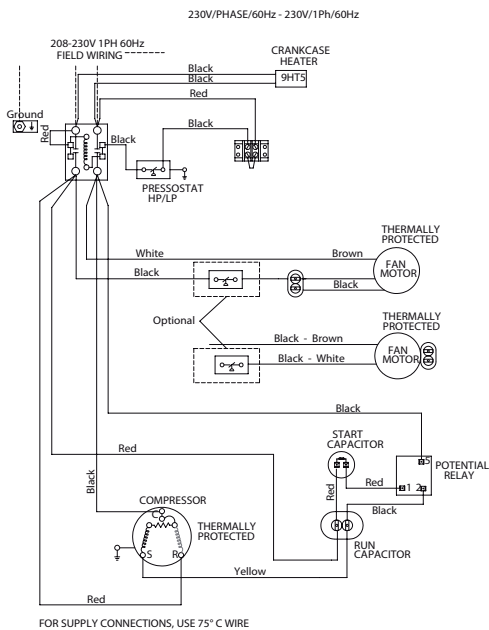 230V/PHASE/60Hz - 230V/1Ph/60Hz
208-230V 1PH 60Hz
FIELD WIRING
CRANKCASE
HEATER
9HT5
Black
Black
Red
Ground
Red
Black
Black
PRESSOSTAT
HP/LP
THERMALLY
PROTECTED
White
Brown
FAN
MOTOR
Black
Black
Optional
THERMALLY
PROTECTED
Black - Brown
FAN
MOTOR
Black - White
Black
START
CAPACITOR
Red
5
POTENTIAL
RELAY
Black
Red
Red
1 2
Black
COMPRESSOR
C
THERMALLY
PROTECTED
RUN
CAPACITOR
S
R
Yellow
Red
FOR SUPPLY CONNECTIONS, USE 75° C WIRE